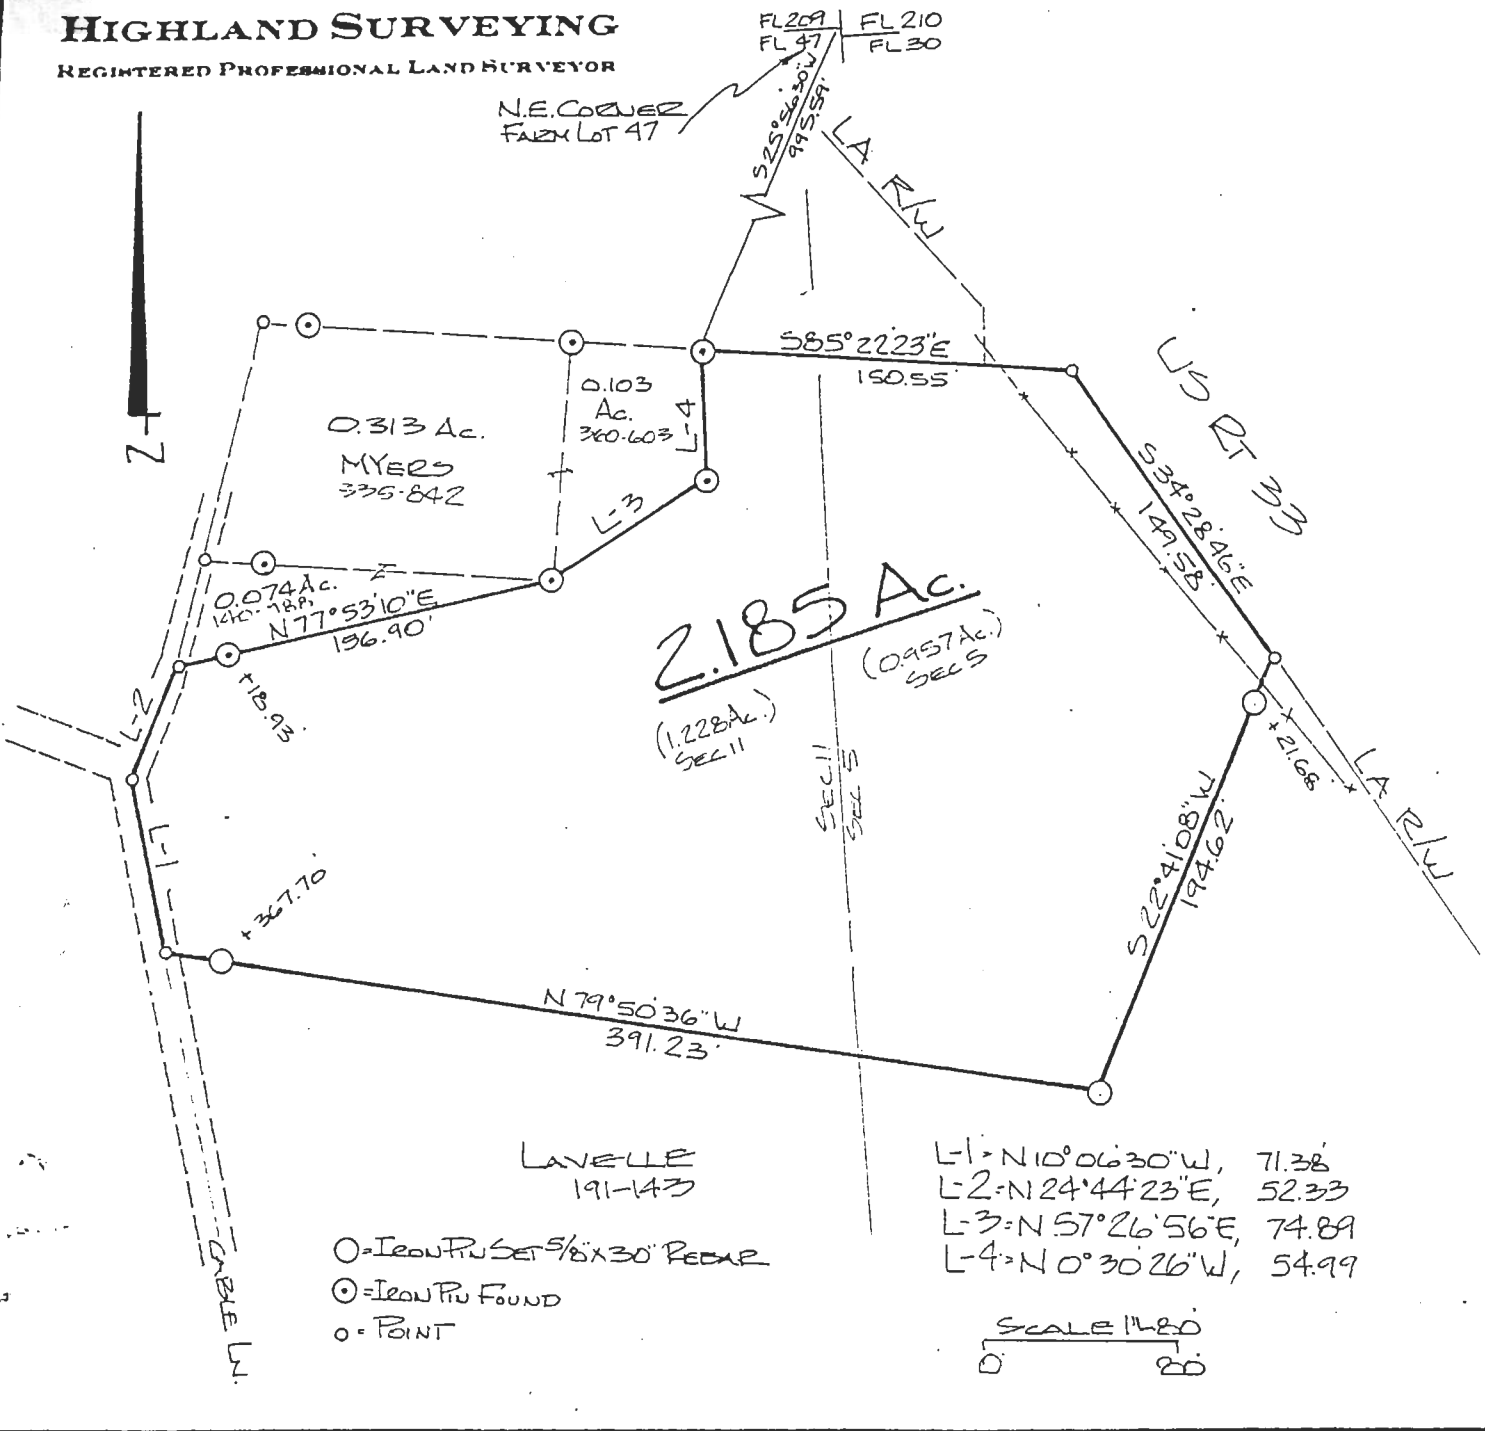 HIGHLAND SURVEYING
REGISTERED PROFESSIONAL LAND SURVEYOR
FL 209 FL 210
FL 47 FL 30
N.E. CORNER
FARM LOT 47
S25°56'30"W
995.59'
LA R/W
US RT 33
S85°22'23"E
150.55'
0.103
Ac.
360-603
L-4
0.313 Ac.
MYERS
335-842
N
L-3
S34°28'46"E
149.58'
0.074 Ac.
N77°53'10"E
156.90'
2.185 Ac.
(0.957 Ac.)
SEC 5
(1.228 Ac.)
SEC 11
L-2
+18.93'
SEC 11
SEC 5
+21.68'
LA R/W
L-1
S22°41'08"W
194.62'
+367.70'
N79°50'36"W
391.23'
LAVELLE
191-143
L-1=N10°06'30"W, 71.38'
L-2=N24°44'23"E, 52.33
L-3=N57°26'56"E, 74.89
L-4=N0°30'26"W, 54.99
O=IRON PIN SET 5/8"X30" REBAR
⊙=IRON PIN FOUND
o=POINT
GABLE LN.
SCALE 1"=80'
0' 80'